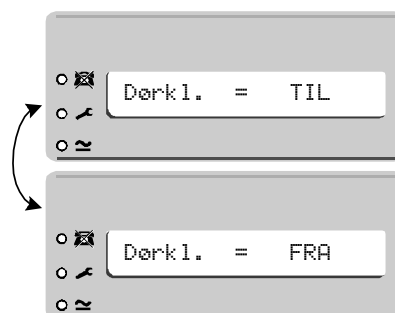 Dørkl. = TIL
Dørkl. = FRA